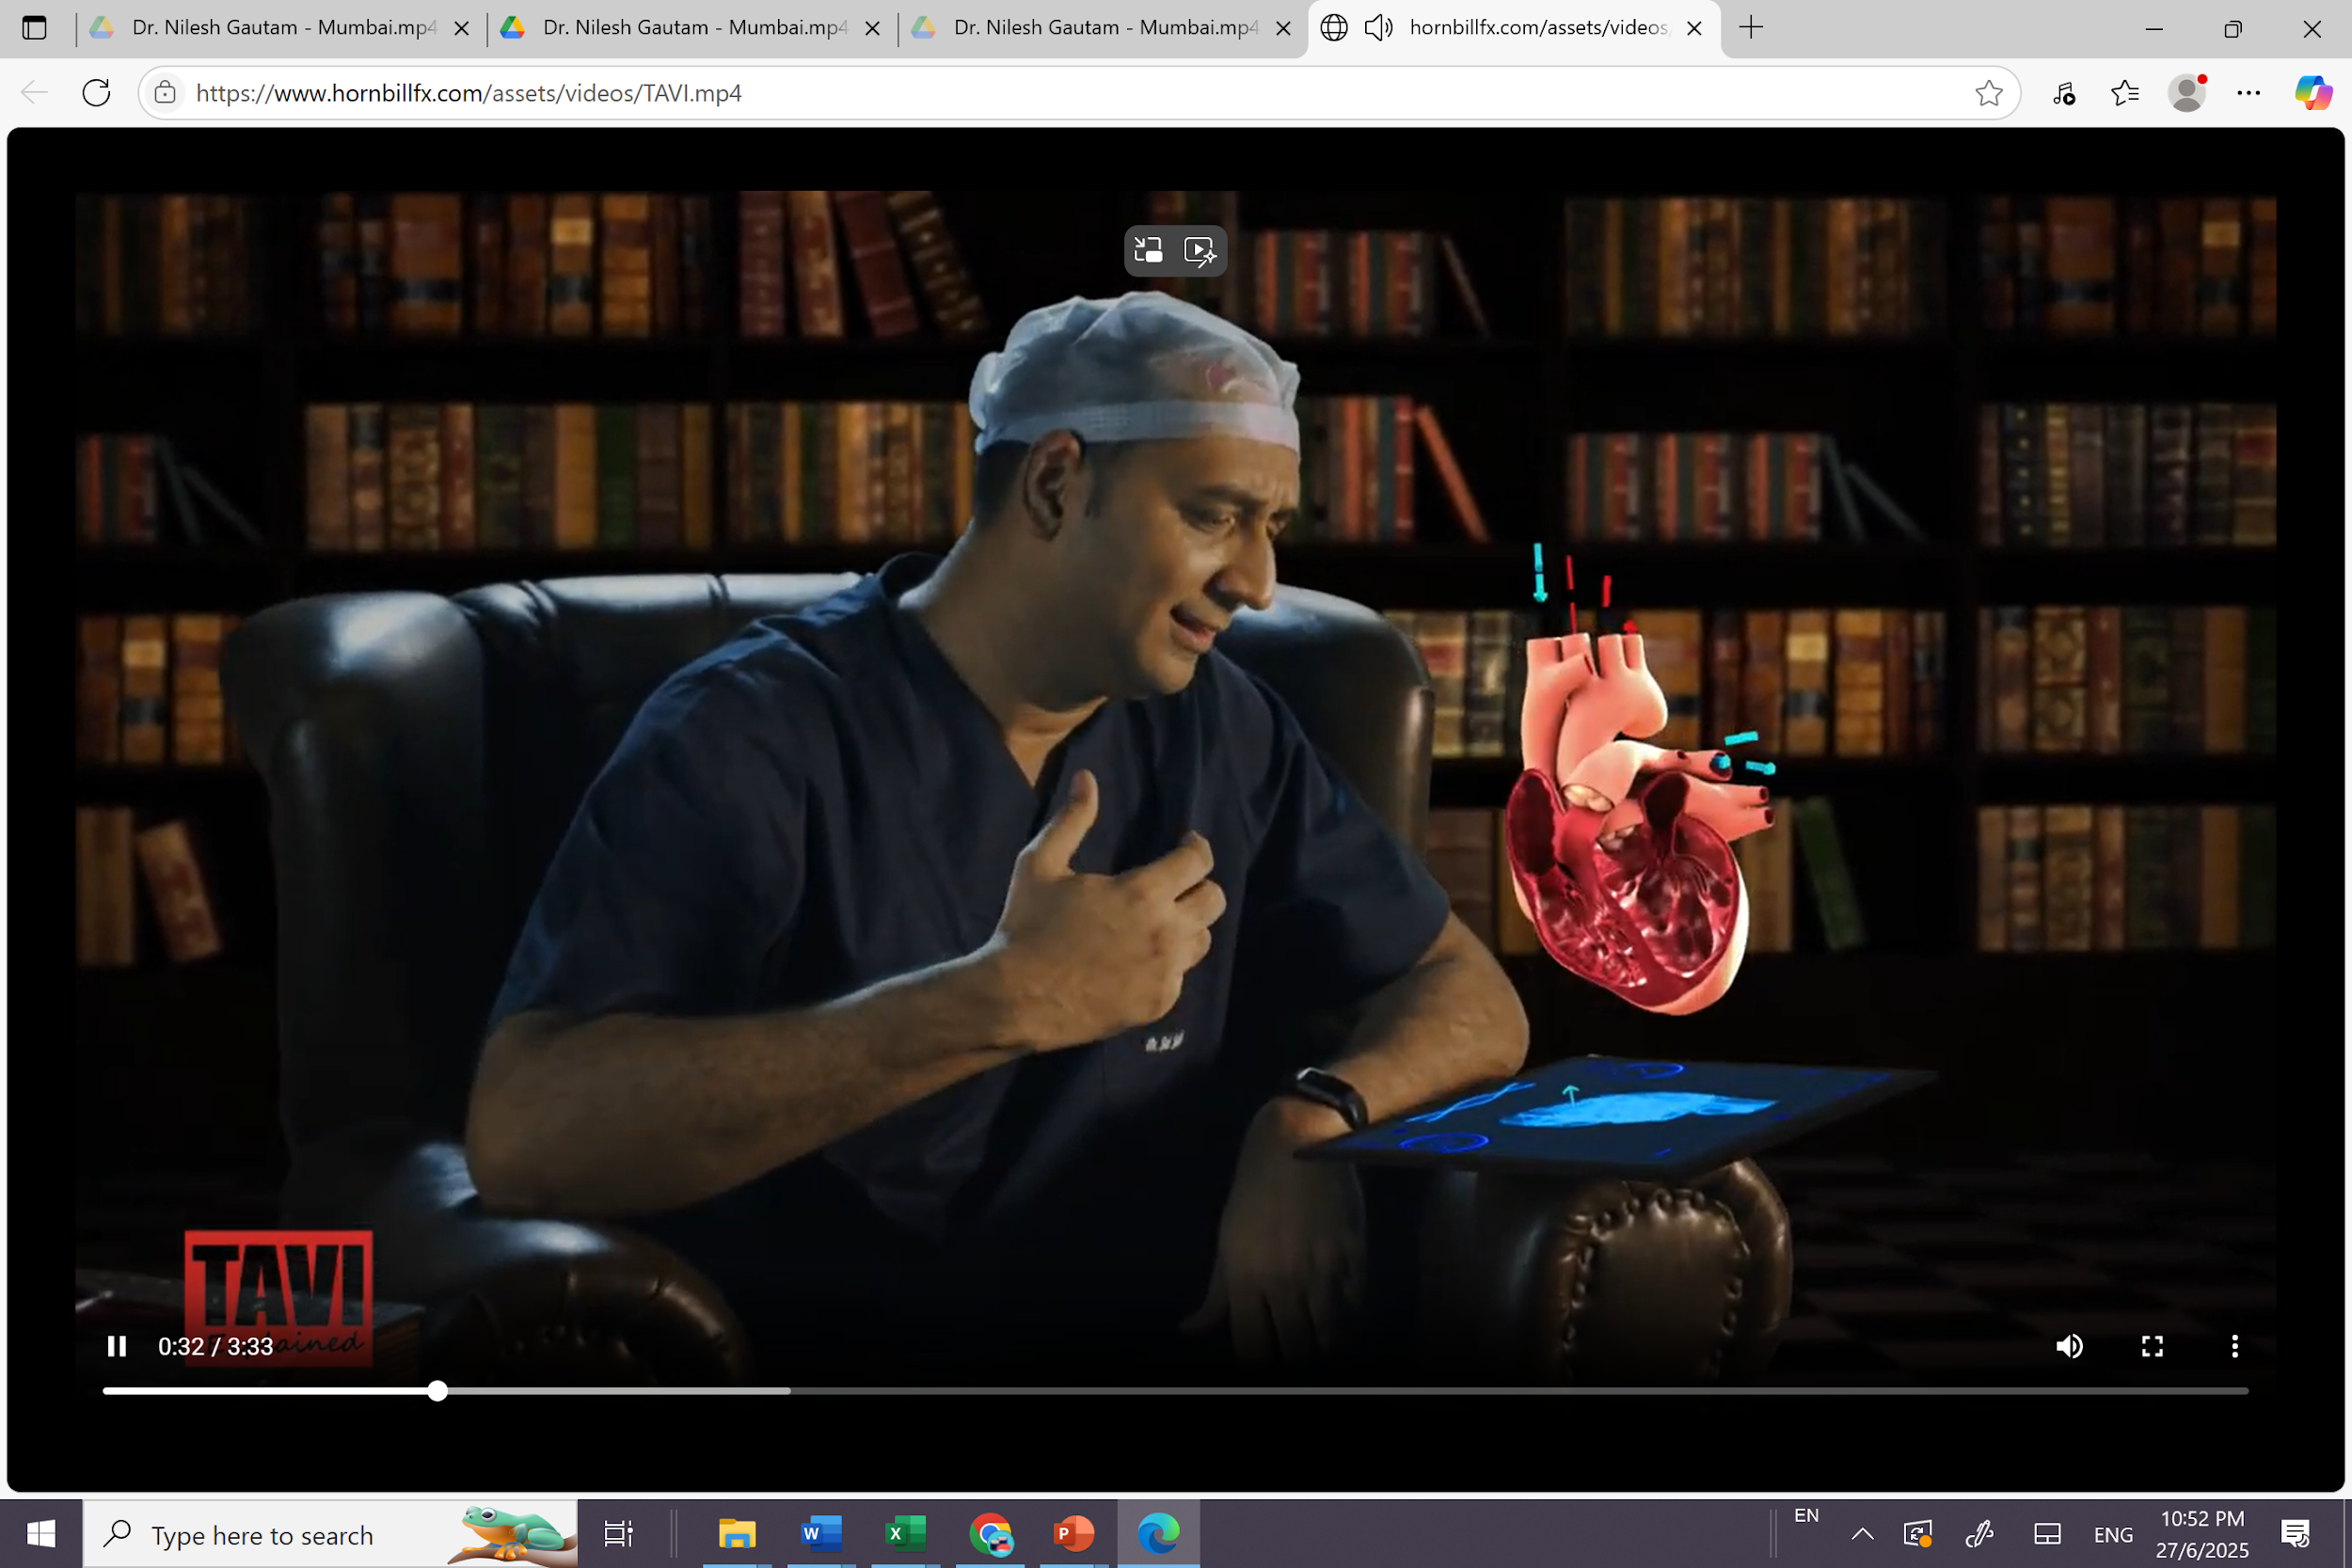 Dr. Nilesh Gautam - Mumbai.mp4
Dr. Nilesh Gautam - Mumbai.mp4
Dr. Nilesh Gautam - Mumbai.mp4
hornbillfx.com/assets/videos
https://www.hornbillfx.com/assets/videos/TAVI.mp4
TAVI
0:32 / 3:33
Type here to search
W
X
P
EN
ENG
10:52 PM
27/6/2025